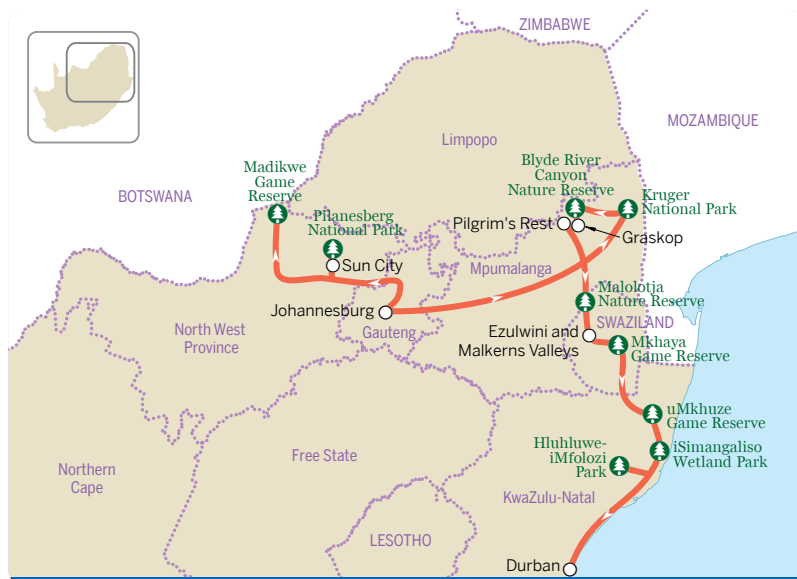 ZIMBABWE
MOZAMBIQUE
Limpopo
Blyde River
Canyon
Nature Reserve
Madikwe
Game
Reserve
BOTSWANA
Kruger
National Park
Pilanesberg
National Park
Pilgrim's Rest
Graskop
Sun City
Mpumalanga
Malolotja
Nature Reserve
Johannesburg
Gauteng
North West
Province
SWAZILAND
Ezulwini and
Malkerns Valleys
Mkhaya
Game Reserve
uMkhuze
Game Reserve
Hluhluwe-
iMfolozi
Park
iSimangaliso
Wetland Park
Free State
Northern
Cape
KwaZulu-Natal
LESOTHO
Durban